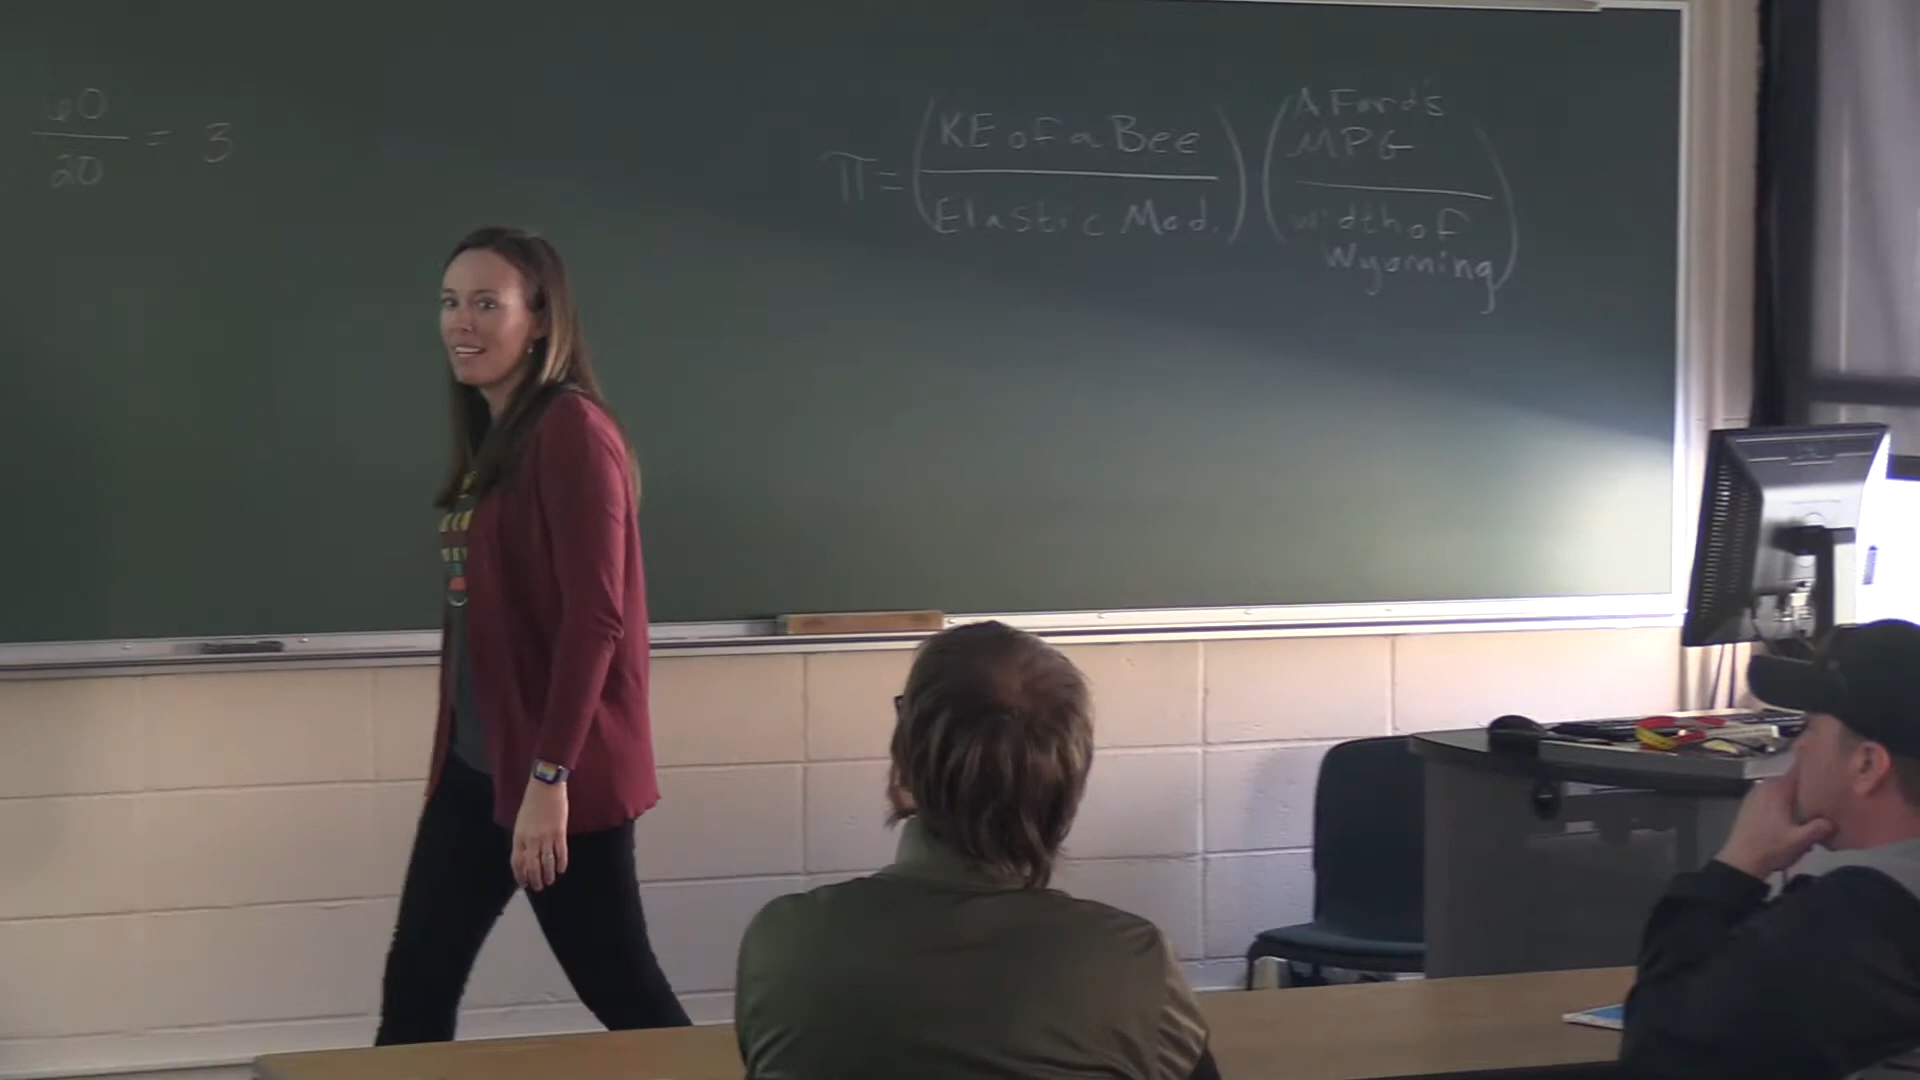 60
20
= 3
π = (KE of a Bee / Elastic Mod.) (A Ford's MPG / width of Wyoming)